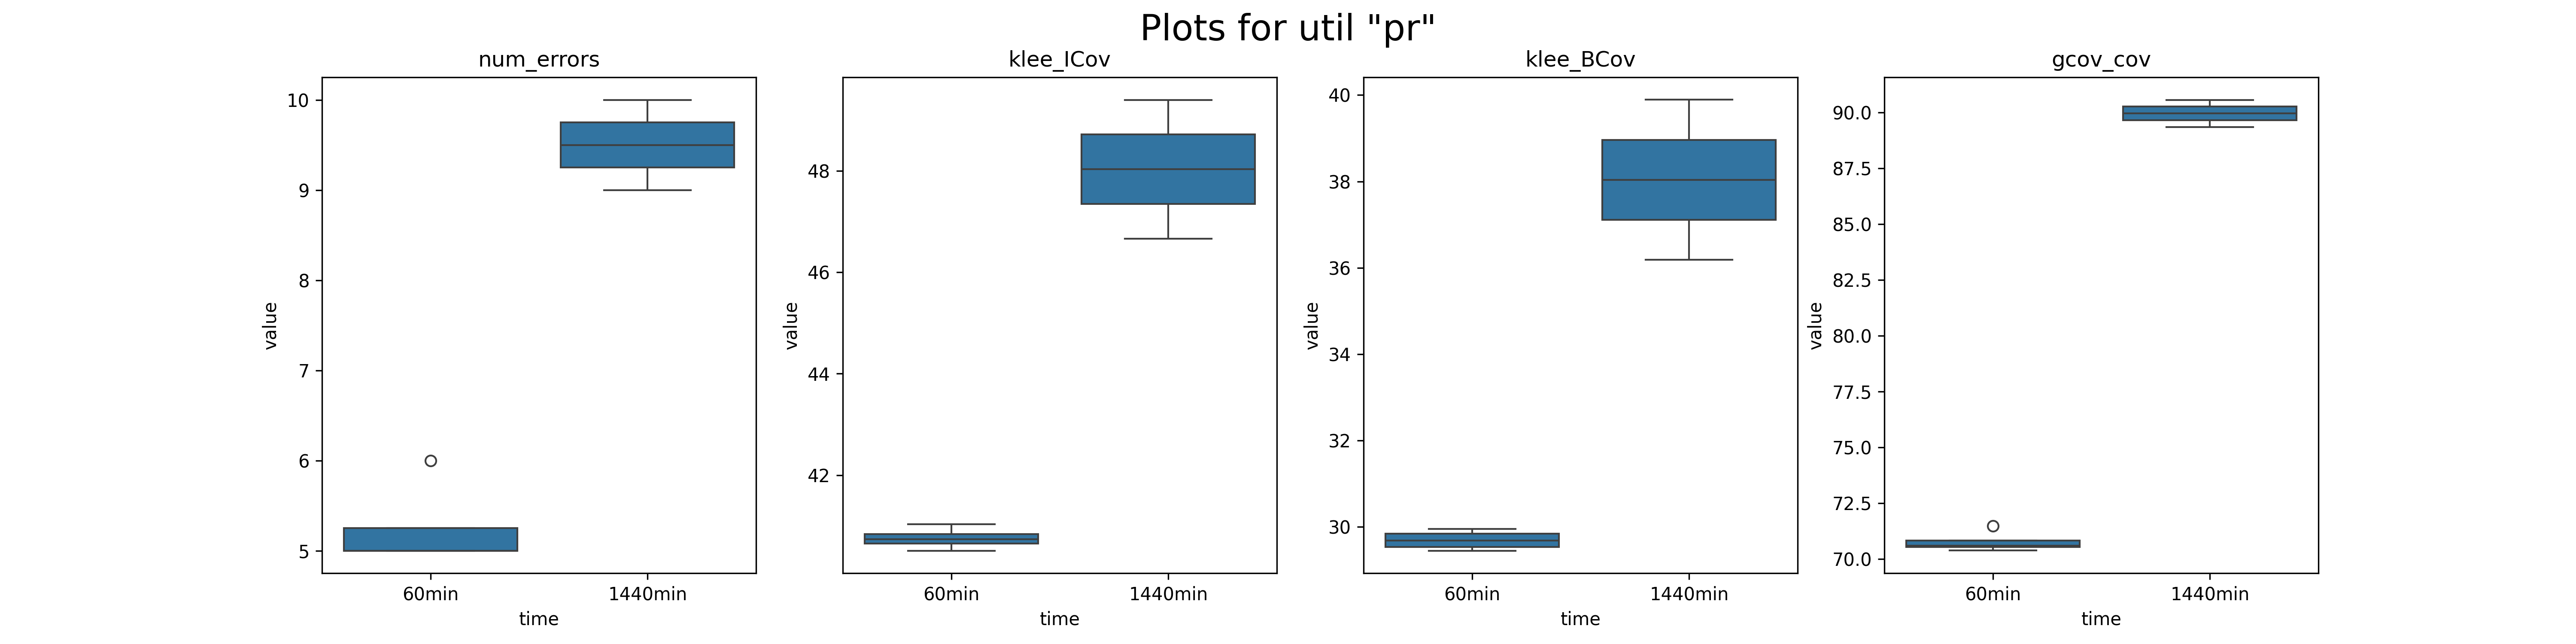 Plots for util "pr"
num_errors
10
9
8
7
6
5
value
60min
1440min
time
klee_ICov
48
46
44
42
value
60min
1440min
time
klee_BCov
40
38
36
34
32
30
value
60min
1440min
time
gcov_cov
90.0
87.5
85.0
82.5
80.0
77.5
75.0
72.5
70.0
value
60min
1440min
time